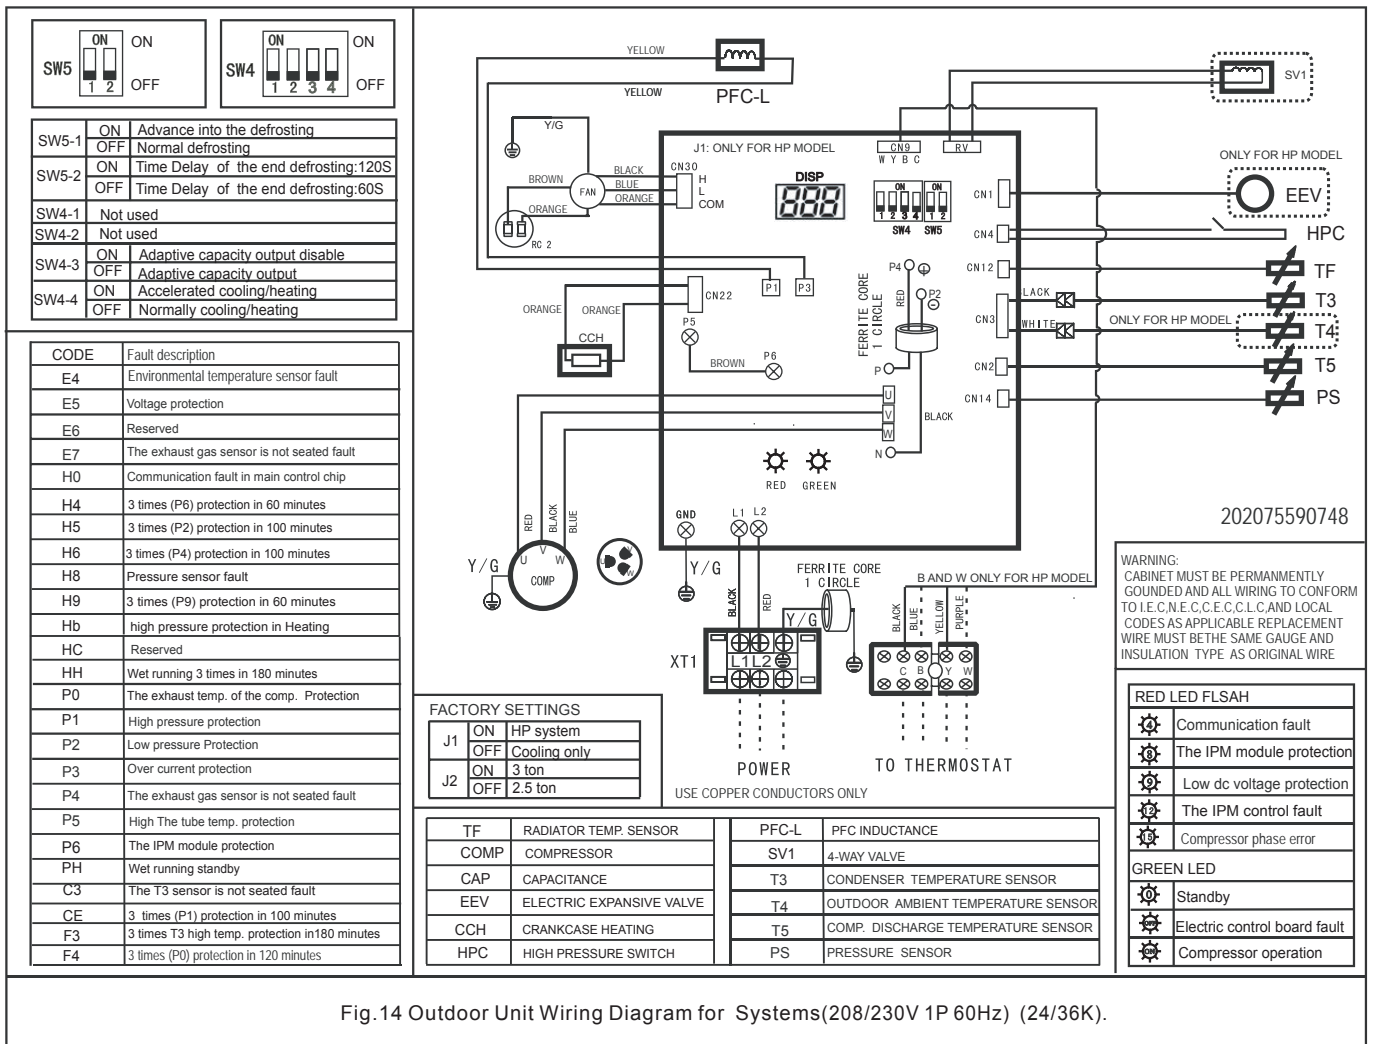 ON
ON
SW5
1 2
OFF
ON
ON
SW4
1 2 3 4
OFF
SW5-1 ON Advance into the defrosting
OFF Normal defrosting
SW5-2 ON Time Delay of the end defrosting:120S
OFF Time Delay of the end defrosting:60S
SW4-1 Not used
SW4-2 Not used
SW4-3 ON Adaptive capacity output disable
OFF Adaptive capacity output
SW4-4 ON Accelerated cooling/heating
OFF Normally cooling/heating
CODE Fault description
E4 Environmental temperature sensor fault
E5 Voltage protection
E6 Reserved
E7 The exhaust gas sensor is not seated fault
H0 Communication fault in main control chip
H4 3 times (P6) protection in 60 minutes
H5 3 times (P2) protection in 100 minutes
H6 3 times (P4) protection in 100 minutes
H8 Pressure sensor fault
H9 3 times (P9) protection in 60 minutes
Hb high pressure protection in Heating
HC Reserved
HH Wet running 3 times in 180 minutes
P0 The exhaust temp. of the comp. Protection
P1 High pressure protection
P2 Low pressure Protection
P3 Over current protection
P4 The exhaust gas sensor is not seated fault
P5 High The tube temp. protection
P6 The IPM module protection
PH Wet running standby
C3 The T3 sensor is not seated fault
CE 3 times (P1) protection in 100 minutes
F3 3 times T3 high temp. protection in180 minutes
F4 3 times (P0) protection in 120 minutes
YELLOW
YELLOW
PFC-L
SV1
Y/G
J1: ONLY FOR HP MODEL
CN9
W Y B C
RV
BLACK
BLUE
ORANGE
BROWN
ORANGE
FAN
RC 2
CN30
H
L
COM
DISP
888
ON
1 2 3 4
SW4
ON
1 2
SW5
ONLY FOR HP MODEL
CN1
EEV
CN4
HPC
CN12
TF
CN3
BLACK
T3
WHITE
ONLY FOR HP MODEL
T4
CN2
T5
CN14
PS
P1
P3
CN22
ORANGE
ORANGE
CCH
P5
BROWN
P6
P4
RED
P2
FERRITE CORE
1 CIRCLE
P
U
V
W
N
BLACK
RED
GREEN
RED
BLACK
BLUE
U
V
W
COMP
Y/G
U
V
W
GND
Y/G
L1
L2
BLACK
RED
FERRITE CORE
1 CIRCLE
Y/G
XT1
L1 L2
POWER
B AND W ONLY FOR HP MODEL
BLACK
BLUE
YELLOW
PURPLE
C B Y W
TO THERMOSTAT
USE COPPER CONDUCTORS ONLY
202075590748
WARNING:
CABINET MUST BE PERMANMENTLY
GOUNDED AND ALL WIRING TO CONFORM
TO I.E.C,N.E.C,C.E.C,C.L.C,AND LOCAL
CODES AS APPLICABLE REPLACEMENT
WIRE MUST BETHE SAME GAUGE AND
INSULATION TYPE AS ORIGINAL WIRE
FACTORY SETTINGS
J1 ON HP system
OFF Cooling only
J2 ON 3 ton
OFF 2.5 ton
TF RADIATOR TEMP. SENSOR
COMP COMPRESSOR
CAP CAPACITANCE
EEV ELECTRIC EXPANSIVE VALVE
CCH CRANKCASE HEATING
HPC HIGH PRESSURE SWITCH
PFC-L PFC INDUCTANCE
SV1 4-WAY VALVE
T3 CONDENSER TEMPERATURE SENSOR
T4 OUTDOOR AMBIENT TEMPERATURE SENSOR
T5 COMP. DISCHARGE TEMPERATURE SENSOR
PS PRESSURE SENSOR
RED LED FLSAH
4 Communication fault
8 The IPM module protection
9 Low dc voltage protection
12 The IPM control fault
15 Compressor phase error
GREEN LED
0 Standby
OFF Electric control board fault
ON Compressor operation
Fig.14 Outdoor Unit Wiring Diagram for Systems(208/230V 1P 60Hz) (24/36K).